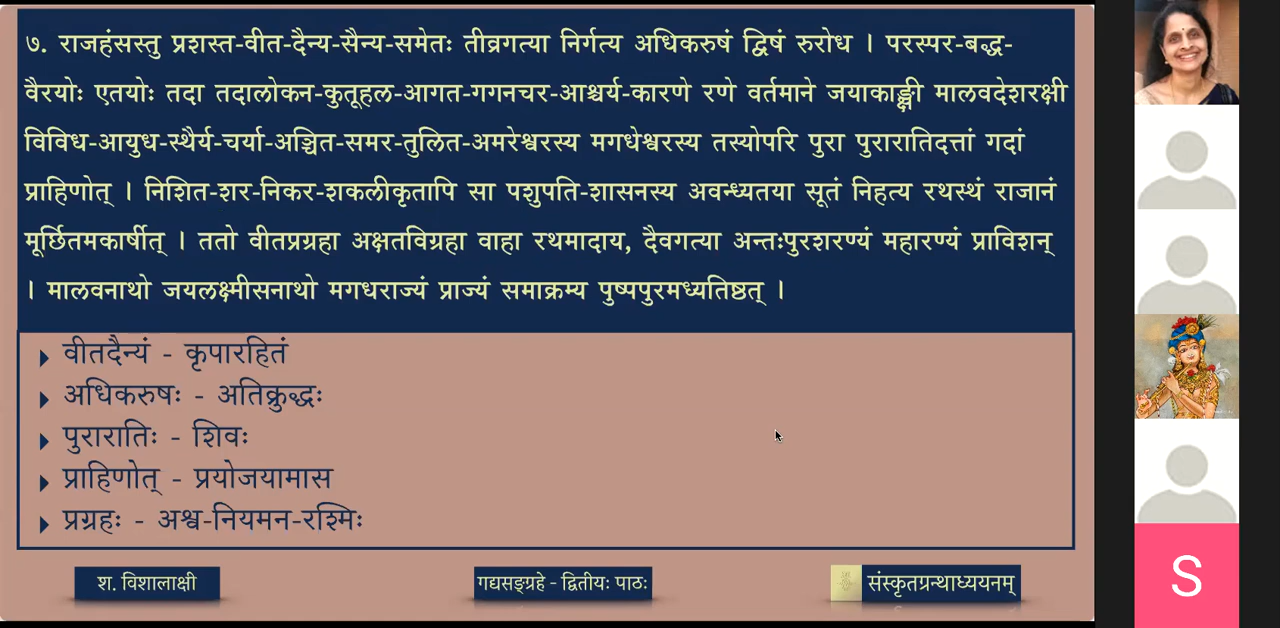 ७. राजहंसस्तु प्रशस्त-वीत-दैन्य-सैन्य-समेतः तीव्रगत्या निर्गत्य अधिकरुषं द्विषं रुरोध । परस्पर-बद्ध-
वैरयोः एतयोः तदा तदालोकन-कुतूहल-आगत-गगनचर-आश्चर्य-कारणे रणे वर्तमाने जयाकाङ्क्षी मालवदेशरक्षी
विविध-आयुध-स्थैर्य-चर्या-अञ्चित-समर-तुलित-अमरेश्वरस्य मगधेश्वरस्य तस्योपरि पुरा पुरारातिदत्तां गदां
प्राहिणोत् । निशित-शर-निकर-शकलीकृतापि सा पशुपति-शासनस्य अवन्ध्यतया सूतं निहत्य रथस्थं राजानं
मूर्छितमकार्षीत् । ततो वीतप्रग्रहा अक्षतविग्रहा वाहा रथमादाय, दैवगत्या अन्तःपुरशरण्यं महारण्यं प्राविशन्
। मालवनाथो जयलक्ष्मीसनाथो मगधराज्यं प्राज्यं समाक्रम्य पुष्पपुरमध्यतिष्ठत् ।
वीतदैन्यं - कृपारहितं
अधिकरुषः - अतिक्रुद्धः
पुरारातिः - शिवः
प्राहिणोत् - प्रयोजयामास
प्रग्रहः - अश्व-नियमन-रश्मिः
श. विशालाक्षी
गद्यसङ्ग्रहे - द्वितीयः पाठः
संस्कृतग्रन्थाध्ययनम्
S